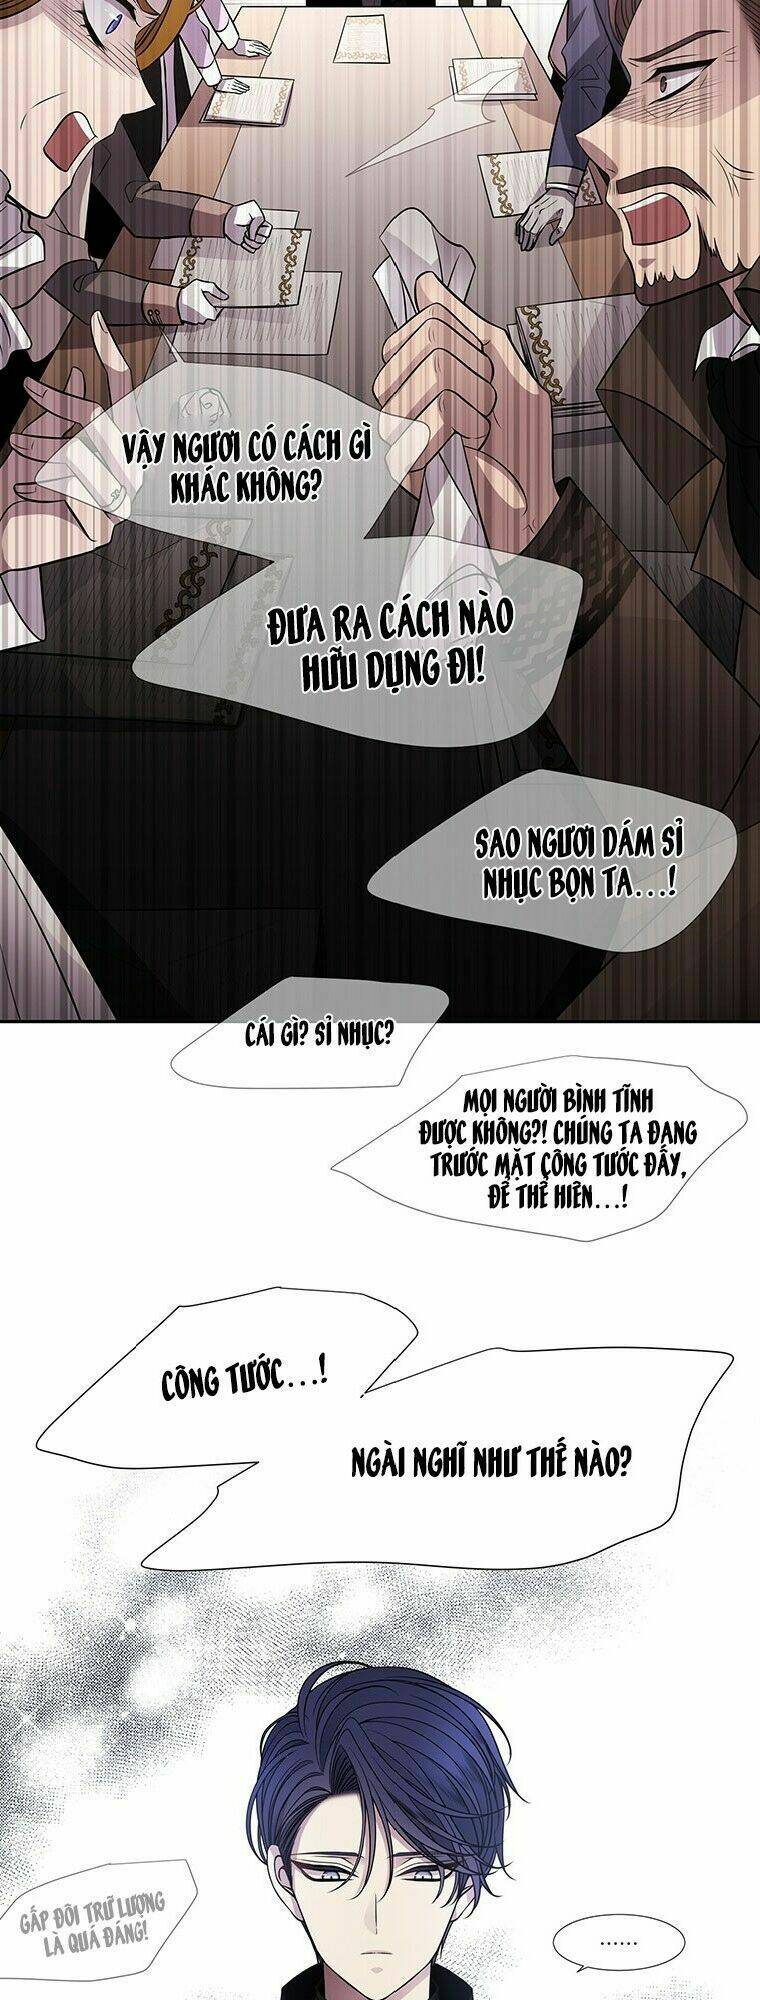 VẬY NGƯƠI CÓ CÁCH GÌ
KHÁC KHÔNG?
ĐƯA RA CÁCH NÀO
HỮU DỤNG ĐI!
SAO NGƯƠI DÁM SỈ
NHỤC BỌN TA...!
CÁI GÌ? SỈ NHỤC?
MỌI NGƯỜI BÌNH TĨNH
ĐƯỢC KHÔNG?! CHÚNG TA ĐANG
TRƯỚC MẶT CÔNG TƯỚC ĐẤY,
ĐỂ THỂ HIÊN...!
CÔNG TƯỚC...!
NGÀI NGHĨ NHƯ THẾ NÀO?
GẤP ĐÔI TRỮ LƯỢNG
LÀ QUÁ ĐÁNG!
......